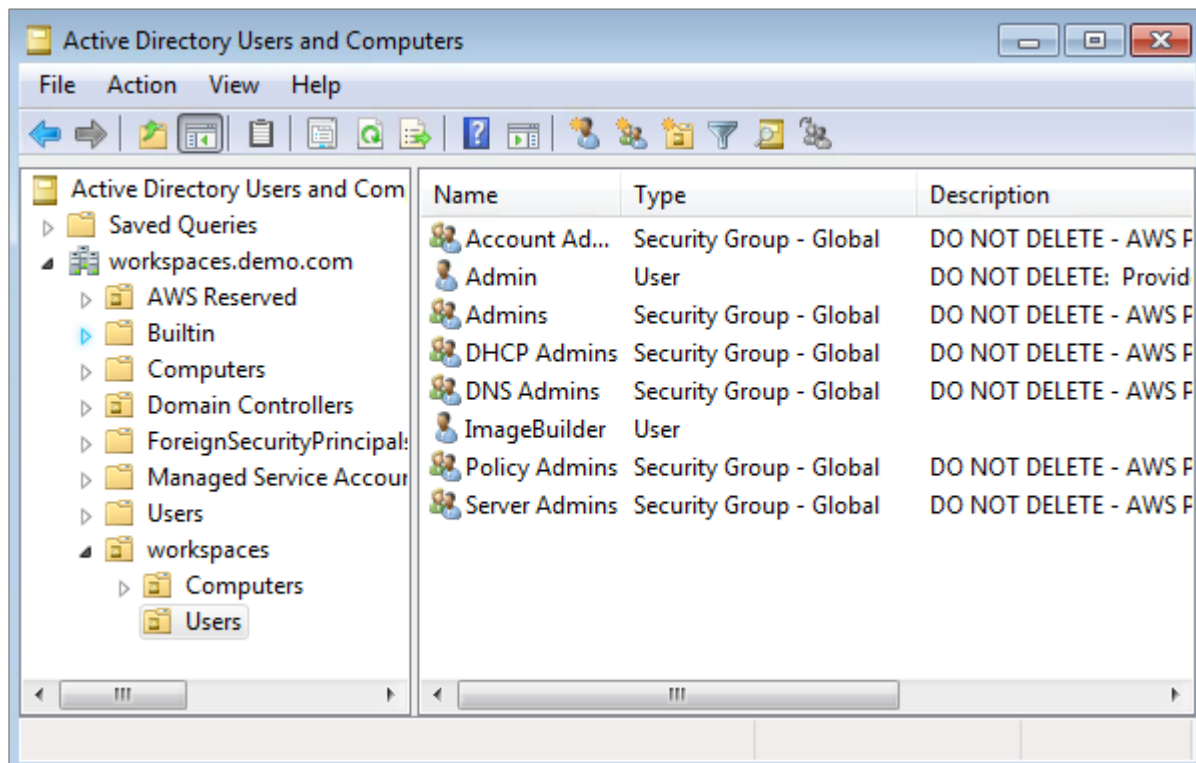 Active Directory Users and Computers
File Action View Help
Active Directory Users and Com
Saved Queries
workspaces.demo.com
AWS Reserved
Builtin
Computers
Domain Controllers
ForeignSecurityPrincipals
Managed Service Accour
Users
workspaces
Computers
Users
Name Type Description
Account Ad... Security Group - Global DO NOT DELETE - AWS P
Admin User DO NOT DELETE: Provid
Admins Security Group - Global DO NOT DELETE - AWS P
DHCP Admins Security Group - Global DO NOT DELETE - AWS P
DNS Admins Security Group - Global DO NOT DELETE - AWS P
ImageBuilder User
Policy Admins Security Group - Global DO NOT DELETE - AWS P
Server Admins Security Group - Global DO NOT DELETE - AWS P